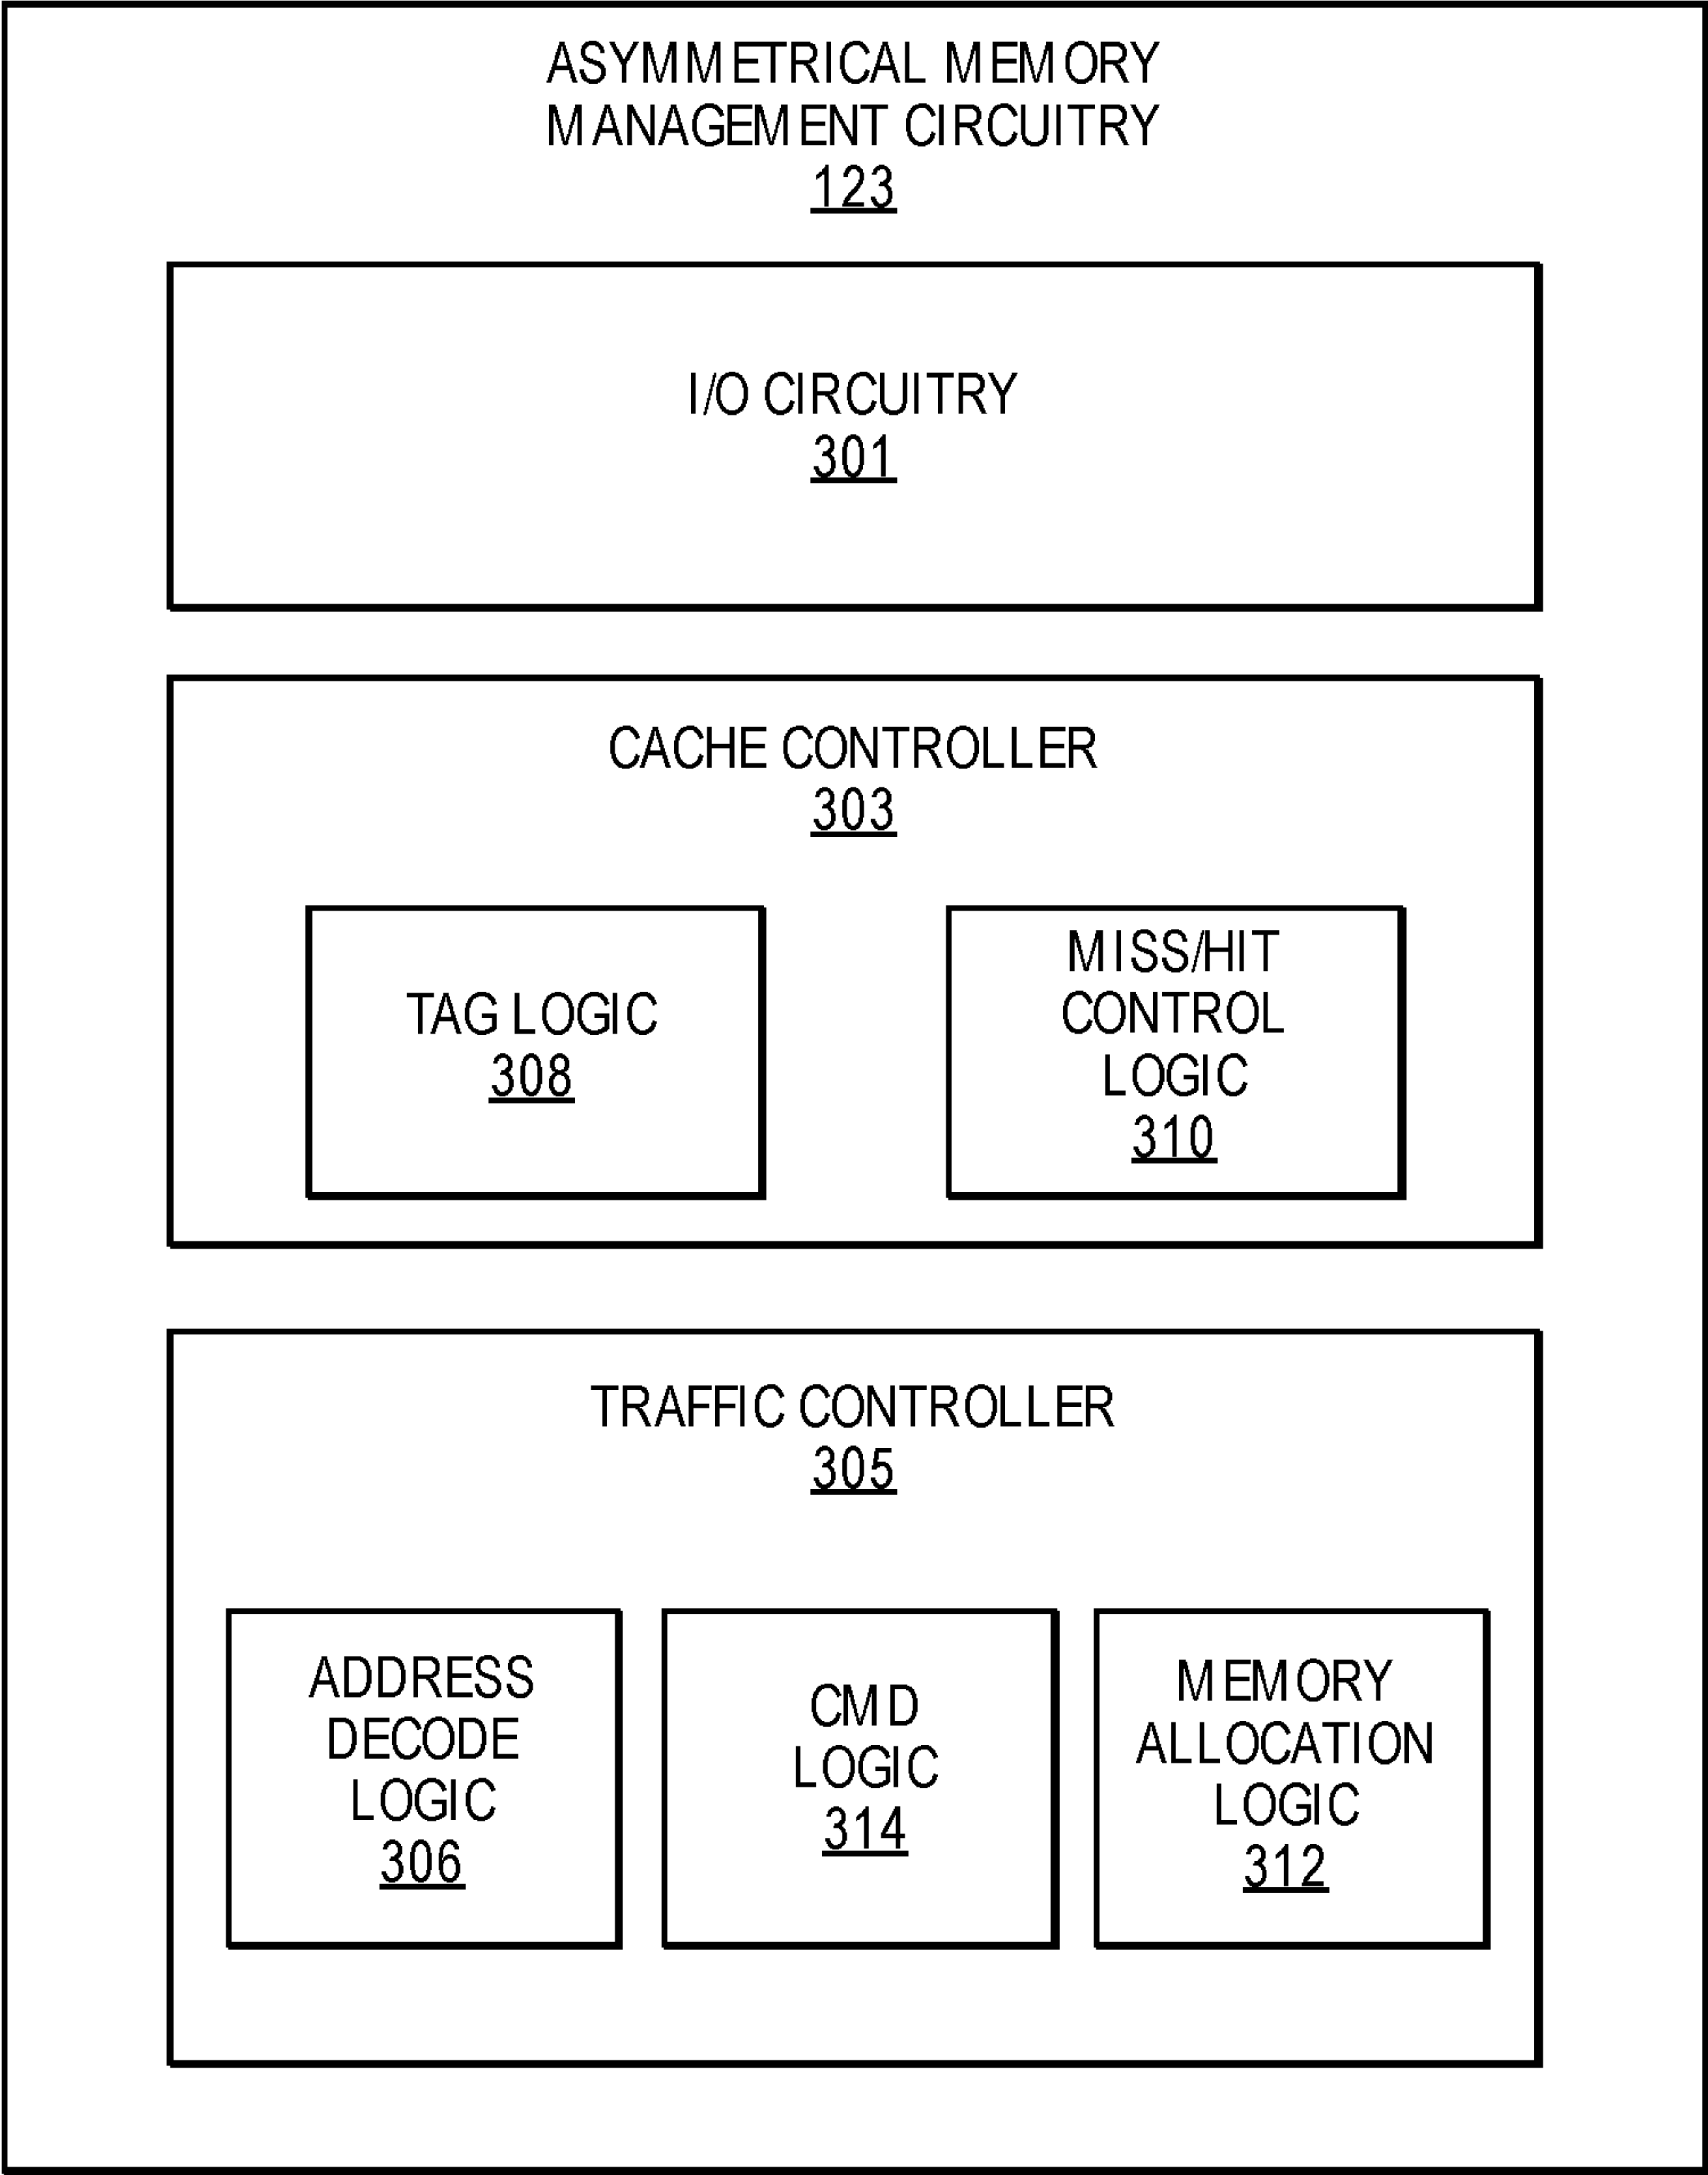 ASYMMETRICAL MEMORY
MANAGEMENT CIRCUITRY
123
I/O CIRCUITRY
301
CACHE CONTROLLER
303
TAG LOGIC
308
MISS/HIT
CONTROL
LOGIC
310
TRAFFIC CONTROLLER
305
ADDRESS
DECODE
LOGIC
306
CMD
LOGIC
314
MEMORY
ALLOCATION
LOGIC
312